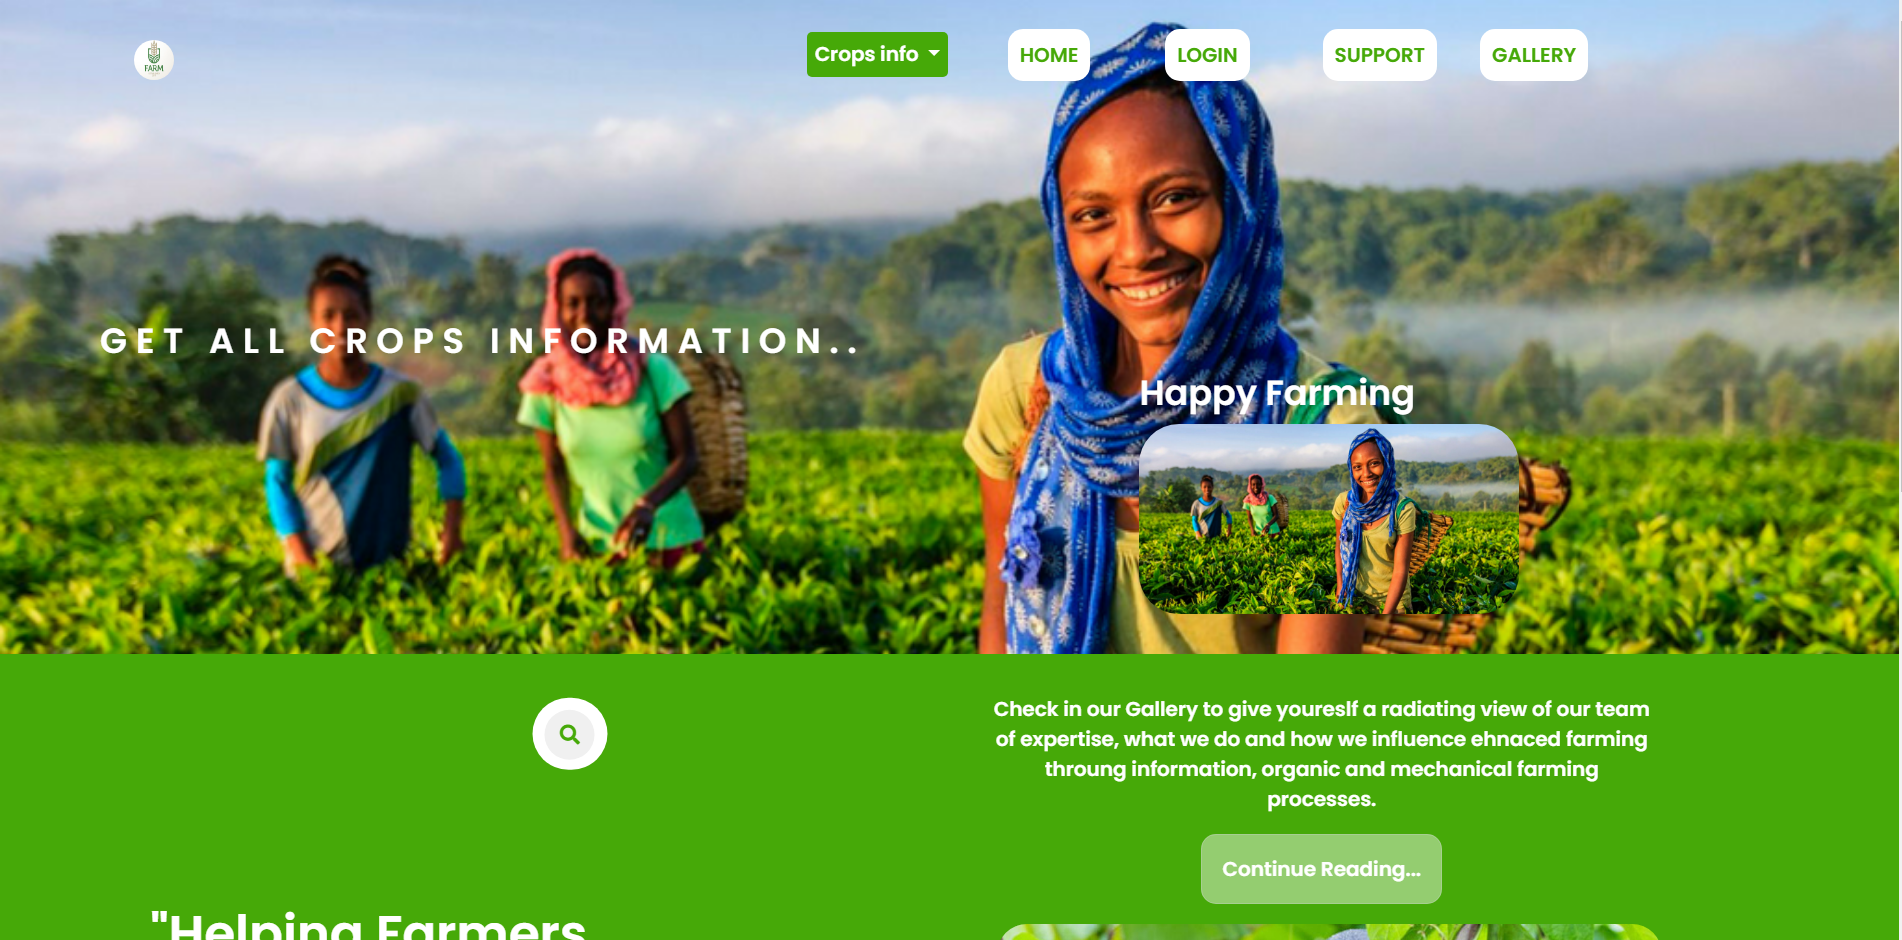 FARM
Crops info
HOME
LOGIN
SUPPORT
GALLERY
GET ALL CROPS INFORMATION..
Happy Farming
Check in our Gallery to give youreslf a radiating view of our team
of expertise, what we do and how we influence ehnaced farming
throung information, organic and mechanical farming
processes.
Continue Reading...
"Helping Farmers